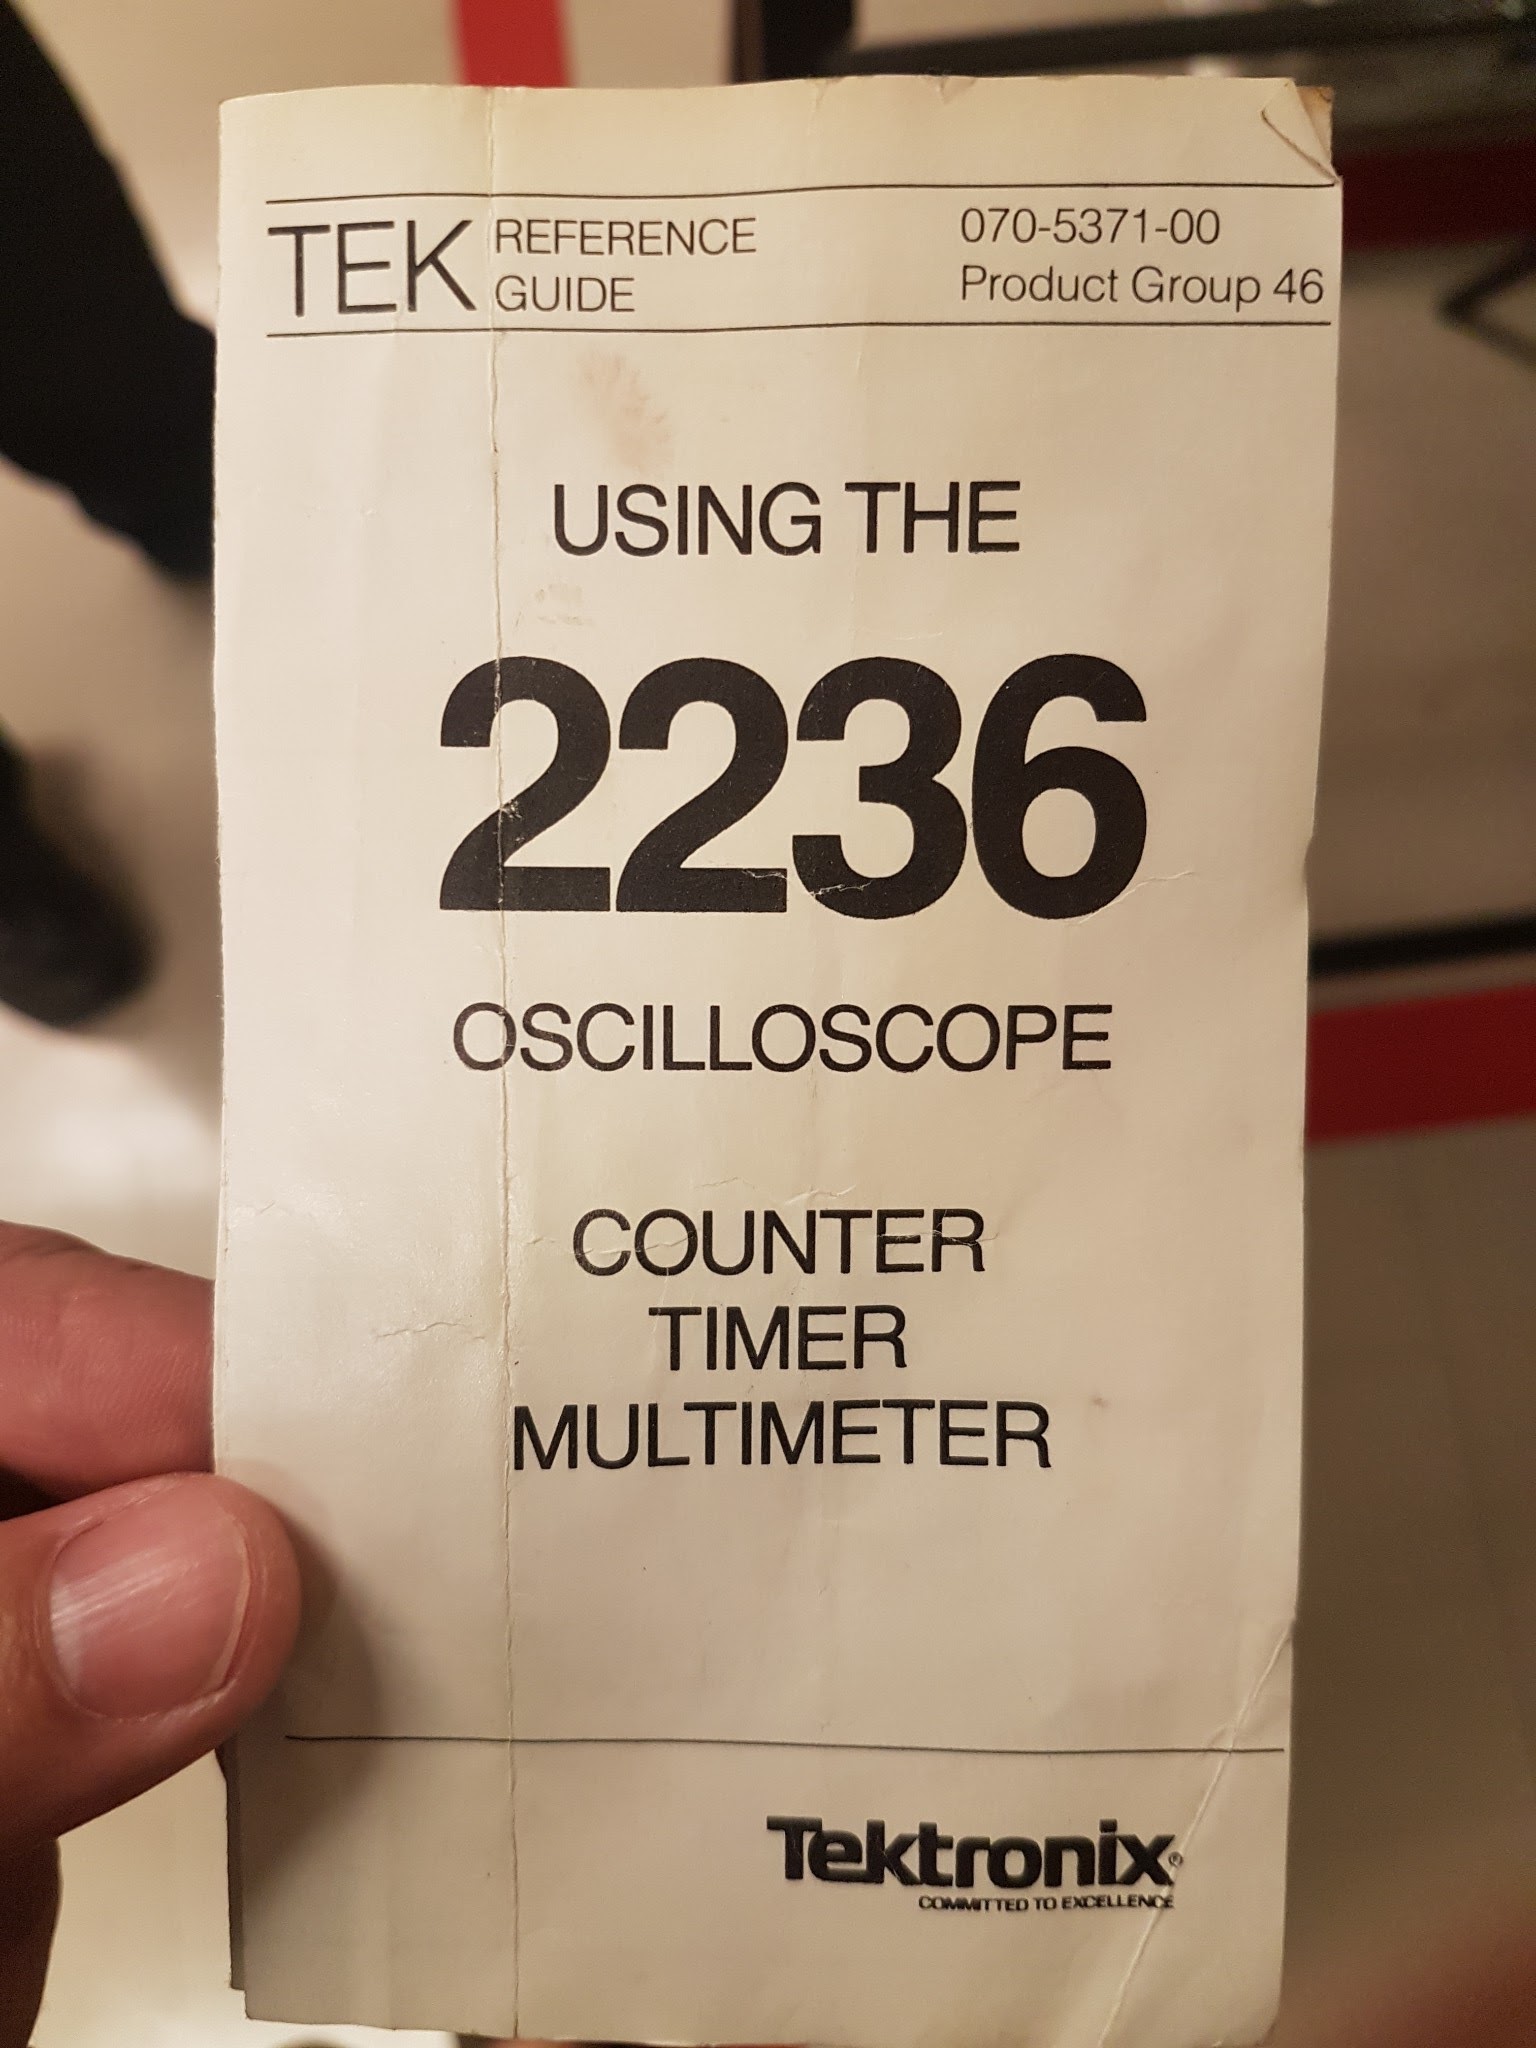 TEK REFERENCE GUIDE
070-5371-00
Product Group 46
USING THE
2236
OSCILLOSCOPE
COUNTER
TIMER
MULTIMETER
Tektronix®
COMMITTED TO EXCELLENCE